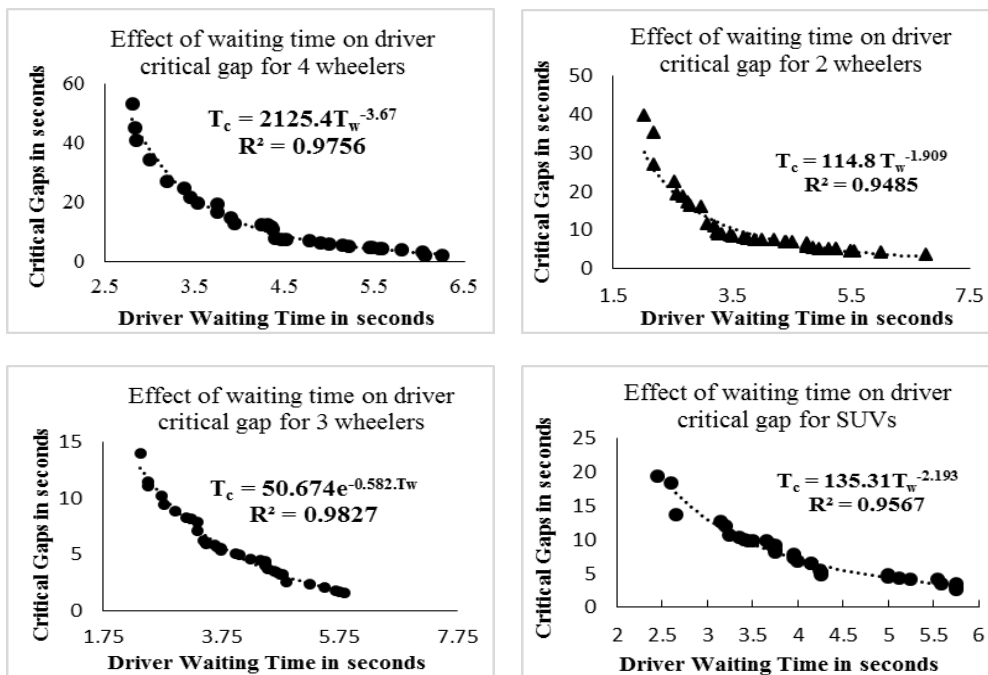 Effect of waiting time on driver
critical gap for 4 wheelers
Critical Gaps in seconds
60
40
20
0
T_c = 2125.4T_w^-3.67
R² = 0.9756
2.5 3.5 4.5 5.5 6.5
Driver Waiting Time in seconds
Effect of waiting time on driver
critical gap for 2 wheelers
Critical Gaps in seconds
50
40
30
20
10
0
T_c = 114.8 T_w^-1.909
R² = 0.9485
1.5 3.5 5.5 7.5
Driver Waiting Time in seconds
Effect of waiting time on driver
critical gap for 3 wheelers
Critical Gaps in seconds
15
10
5
0
T_c = 50.674e^-0.582.Tw
R² = 0.9827
1.75 3.75 5.75 7.75
Driver Waiting Time in seconds
Effect of waiting time on driver
critical gap for SUVs
Critical Gaps in seconds
25
20
15
10
5
0
T_c = 135.31T_w^-2.193
R² = 0.9567
2 2.5 3 3.5 4 4.5 5 5.5 6
Driver Waiting Time in seconds